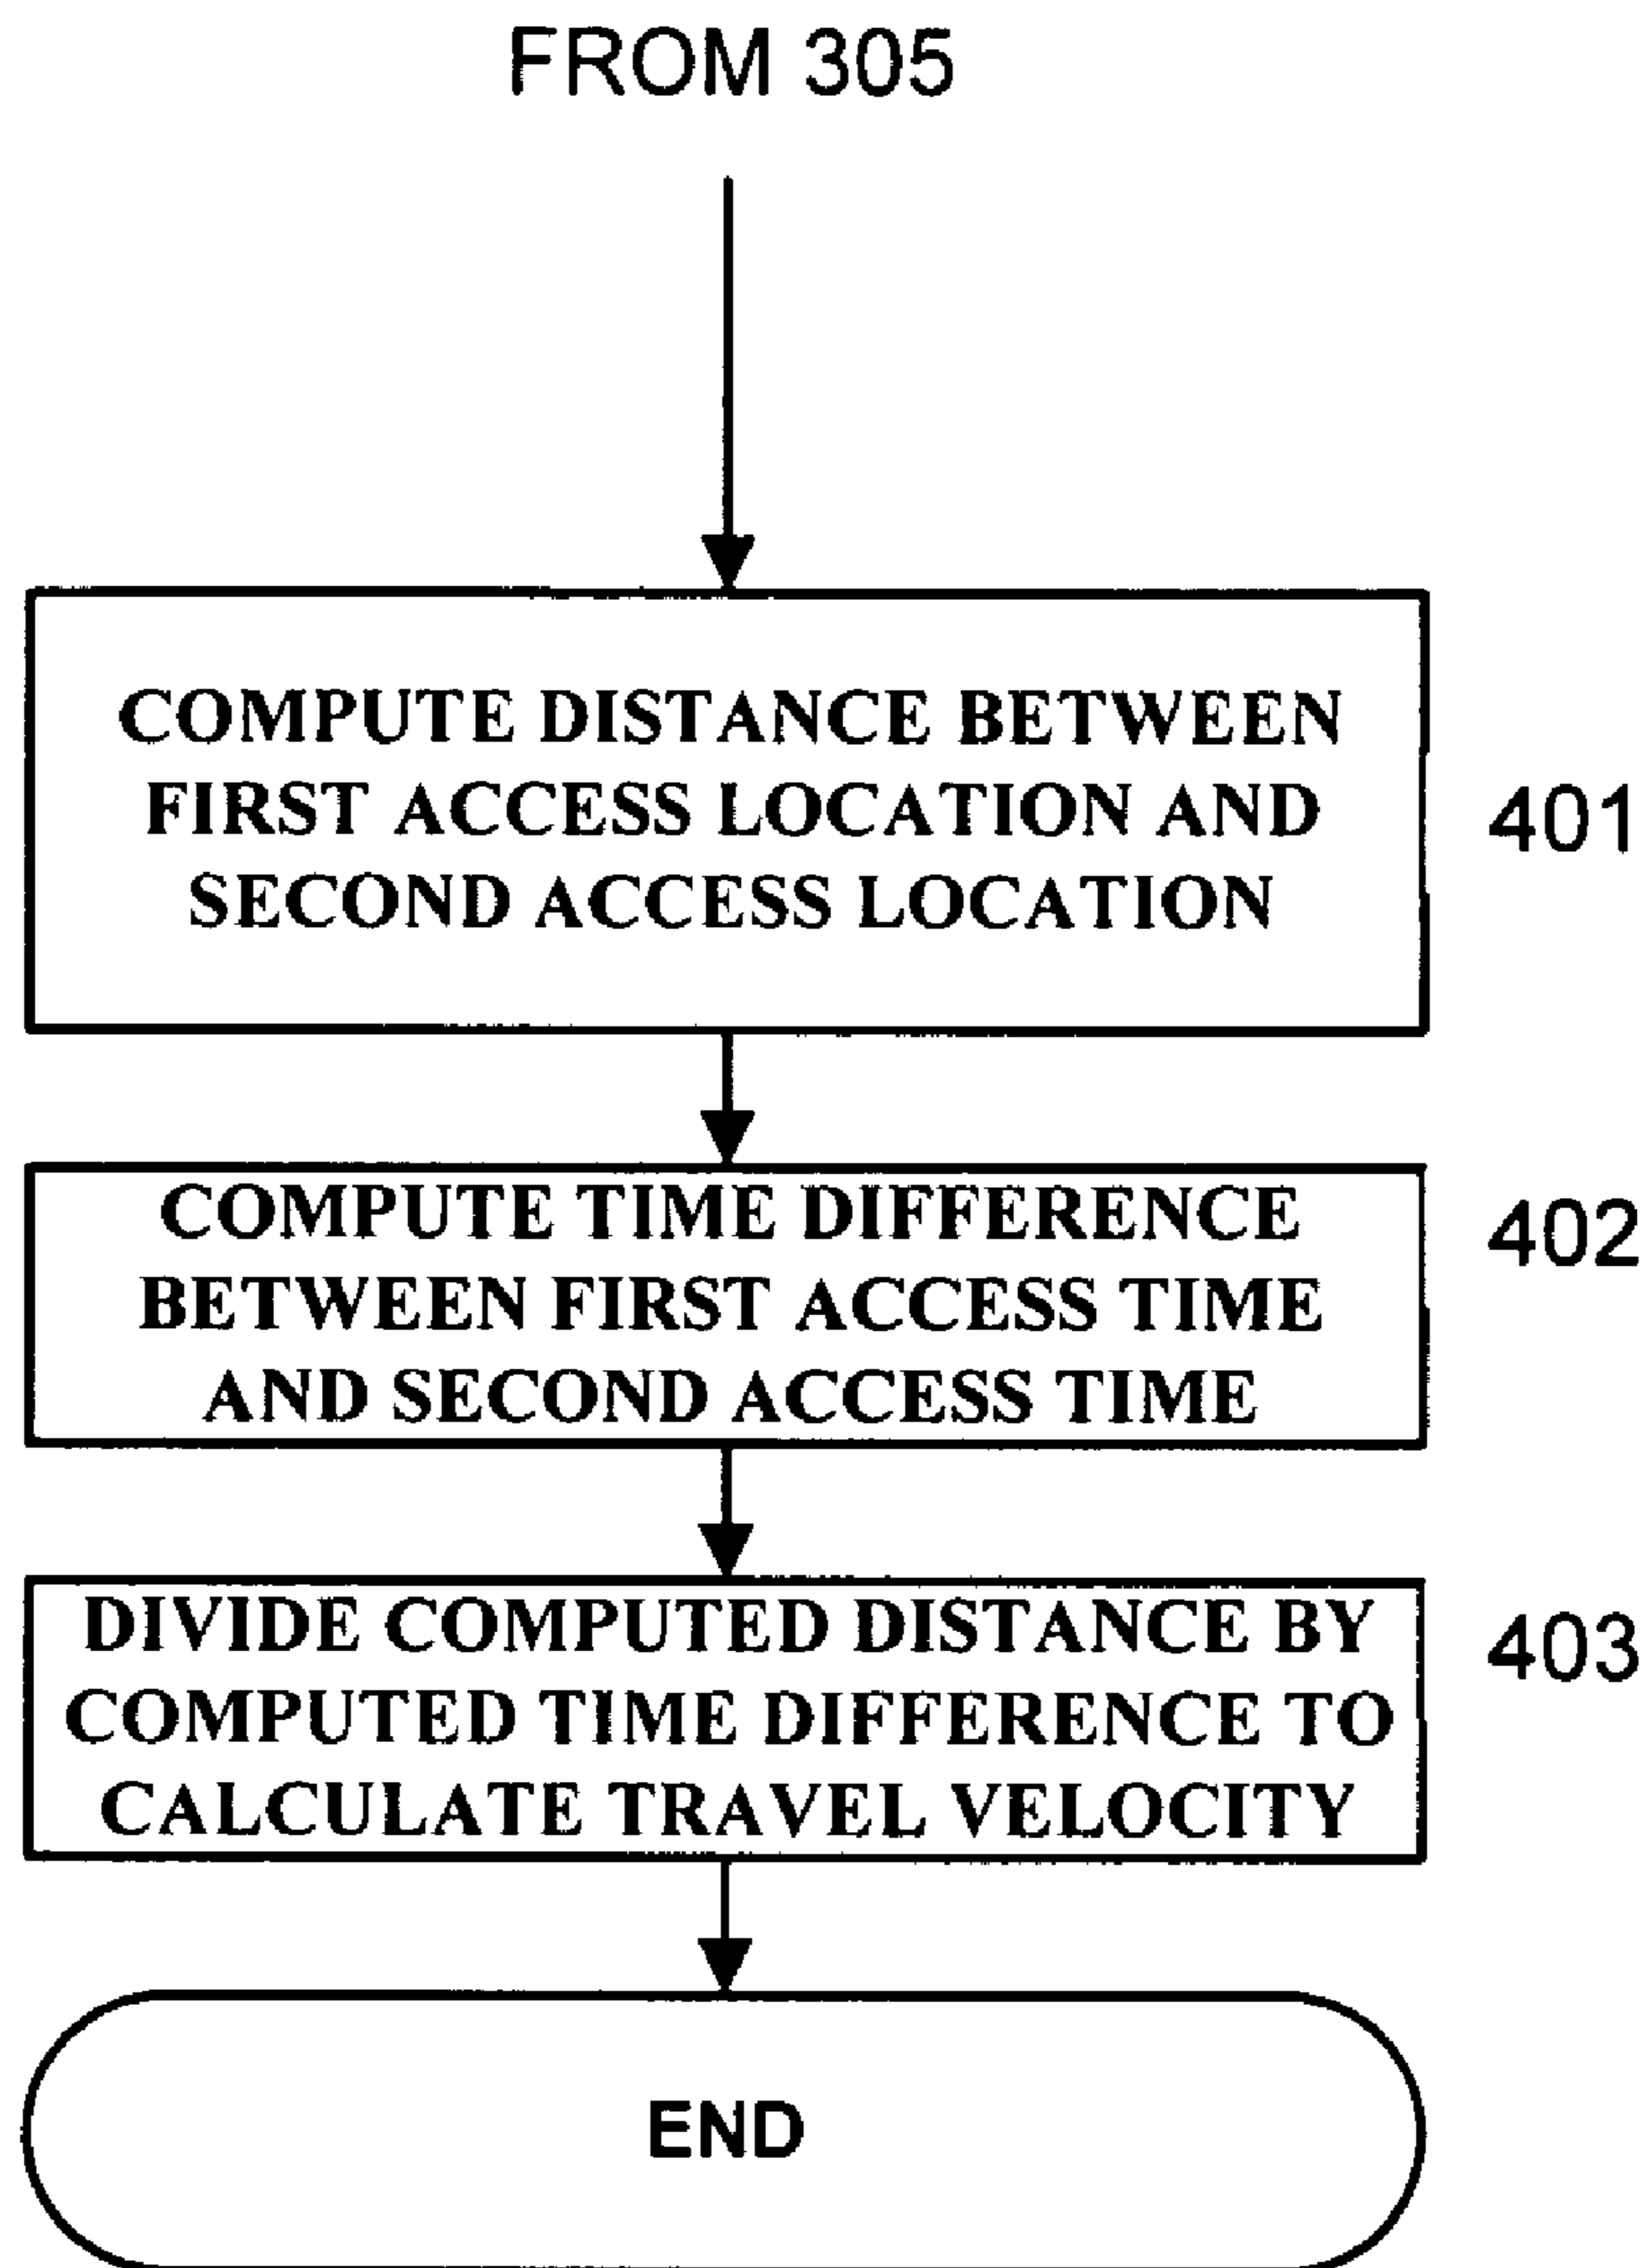 FROM 305
COMPUTE DISTANCE BETWEEN
FIRST ACCESS LOCATION AND
SECOND ACCESS LOCATION
401
COMPUTE TIME DIFFERENCE
BETWEEN FIRST ACCESS TIME
AND SECOND ACCESS TIME
402
DIVIDE COMPUTED DISTANCE BY
COMPUTED TIME DIFFERENCE TO
CALCULATE TRAVEL VELOCITY
403
END